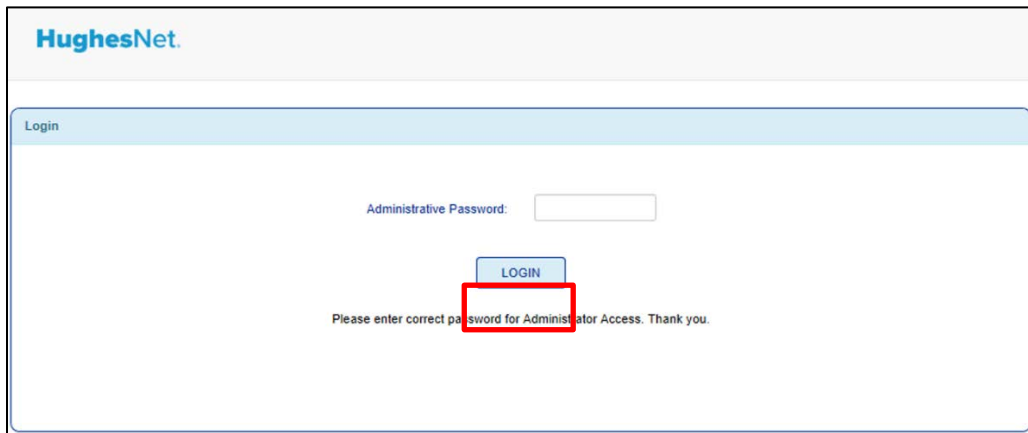 HughesNet.
Login
Administrative Password:
LOGIN
Please enter correct password for Administrator Access. Thank you.